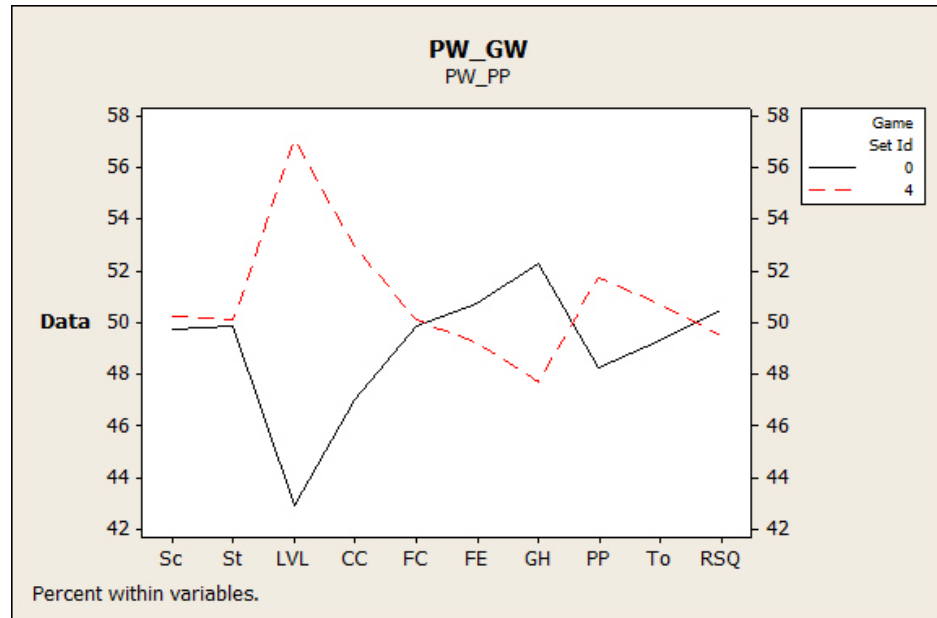 PW_GW
PW_PP
58
56
54
52
50
48
46
44
42
Data
58
56
54
52
50
48
46
44
42
Game
Set Id
0
4
Sc St LVL CC FC FE GH PP To RSQ
Percent within variables.